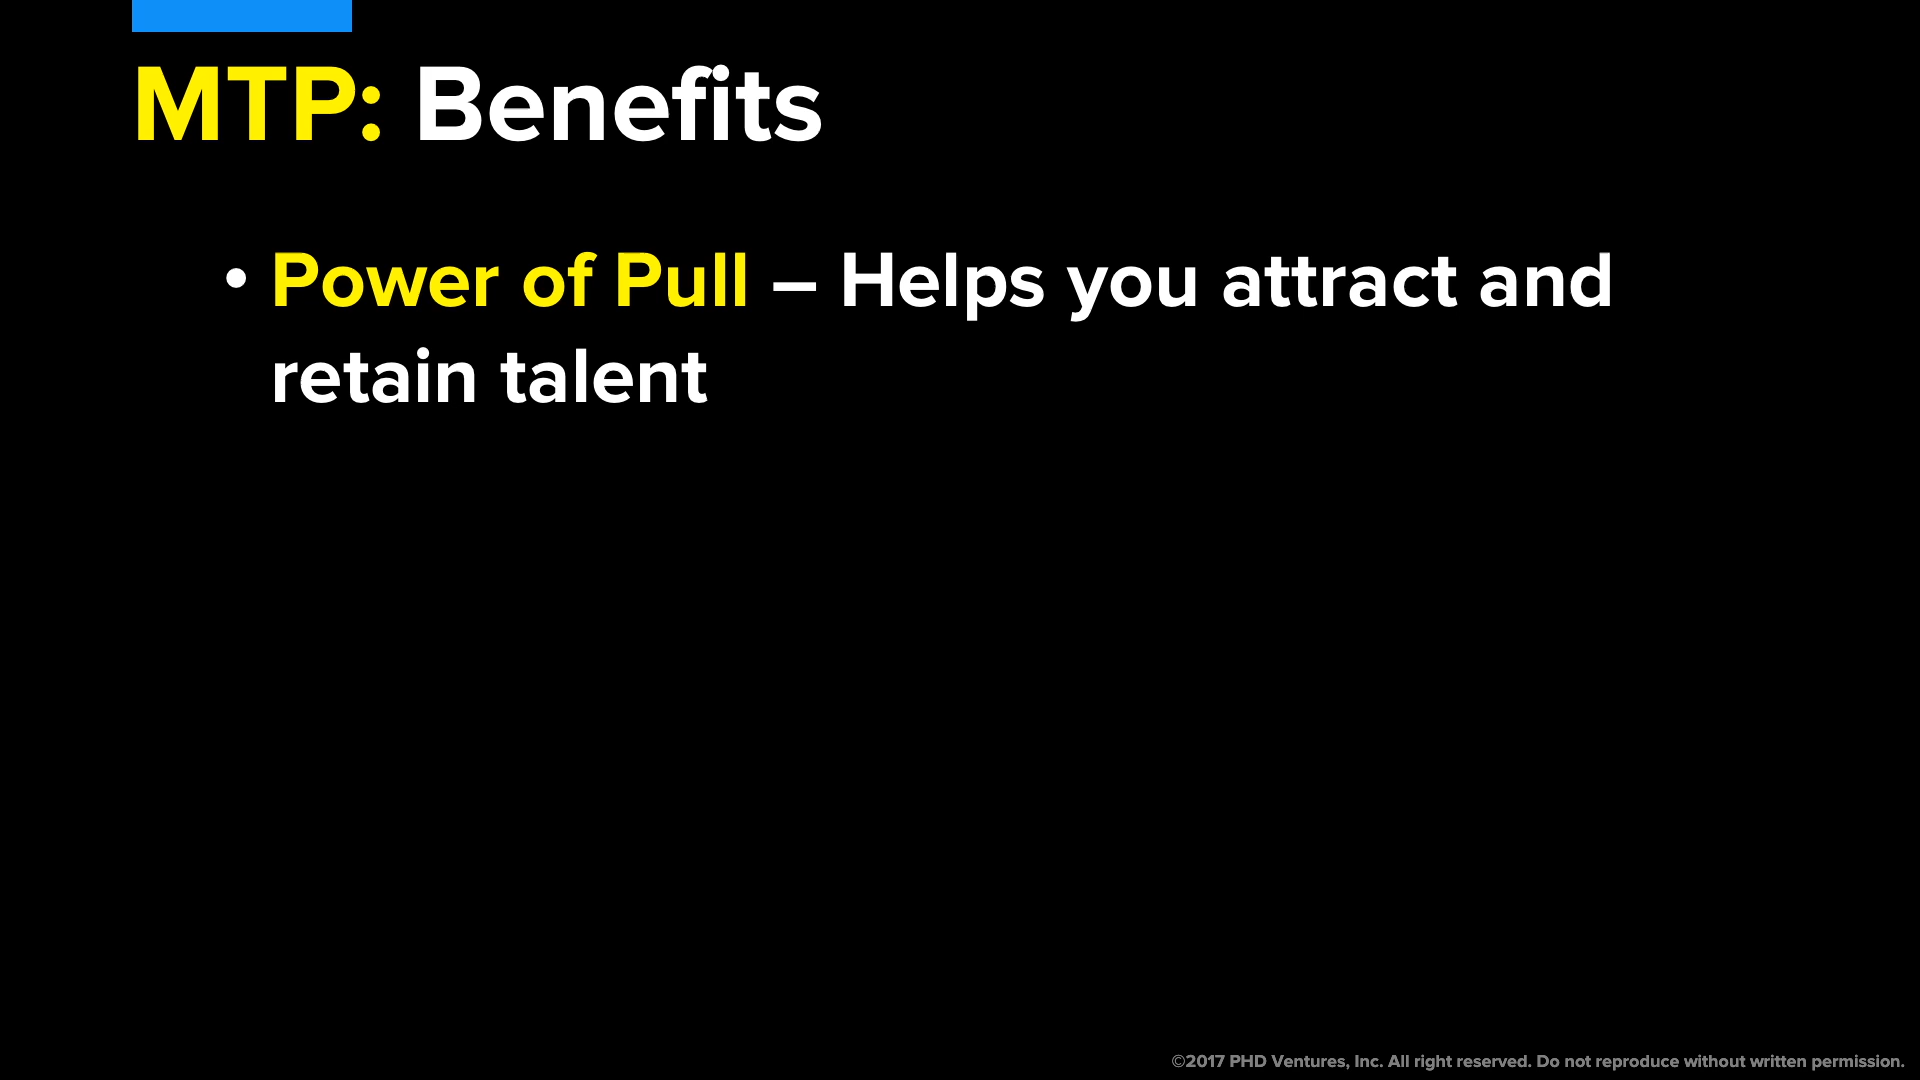 MTP: Benefits
• Power of Pull – Helps you attract and
retain talent
©2017 PHD Ventures, Inc. All right reserved. Do not reproduce without written permission.